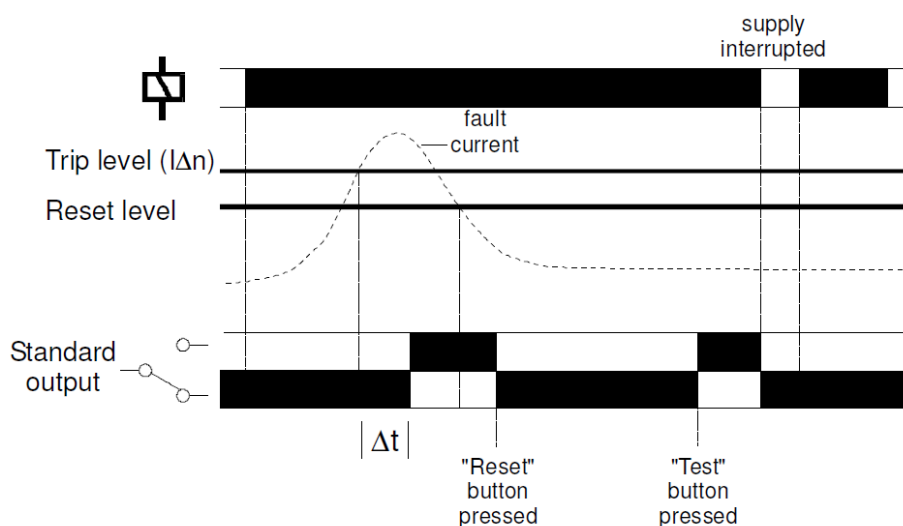 supply
interrupted
fault
current
Trip level (IΔn)
Reset level
Standard
output
Δt
"Reset"
button
pressed
"Test"
button
pressed